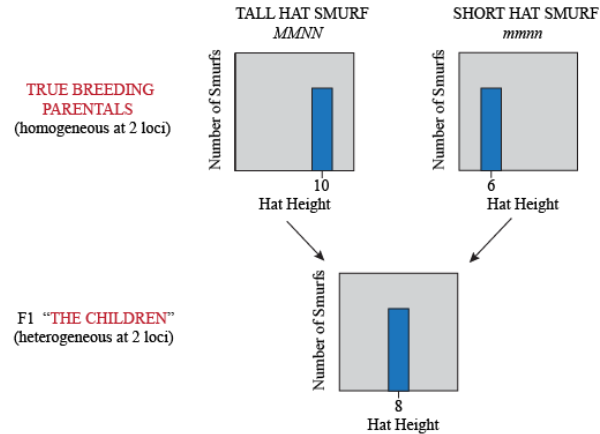 TALL HAT SMURF
MMNN
SHORT HAT SMURF
mmnn
TRUE BREEDING
PARENTALS
(homogeneous at 2 loci)
Number of Smurfs
10
Hat Height
Number of Smurfs
6
Hat Height
F1 “THE CHILDREN”
(heterogeneous at 2 loci)
Number of Smurfs
8
Hat Height